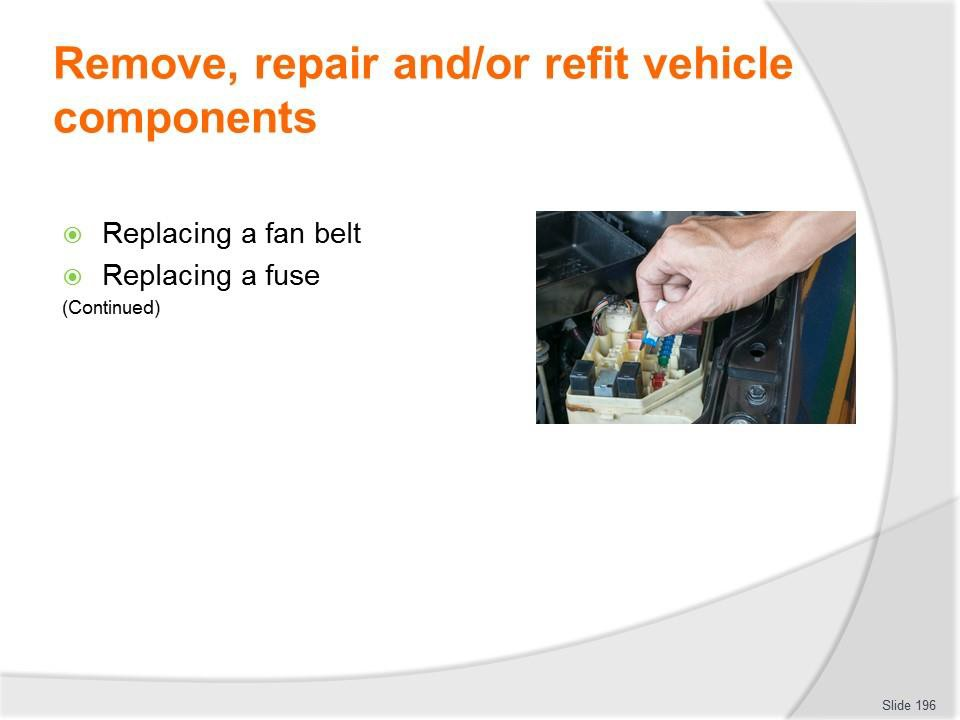 Remove, repair and/or refit vehicle
components
Replacing a fan belt
Replacing a fuse
(Continued)
Slide 196